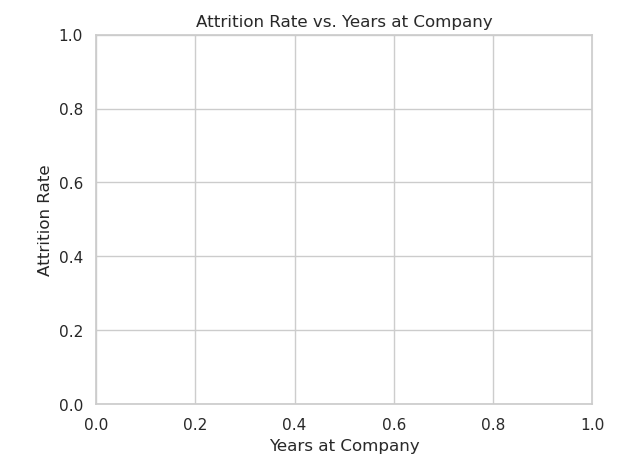 Attrition Rate vs. Years at Company
1.0
0.8
0.6
0.4
0.2
0.0
Attrition Rate
0.0 0.2 0.4 0.6 0.8 1.0
Years at Company